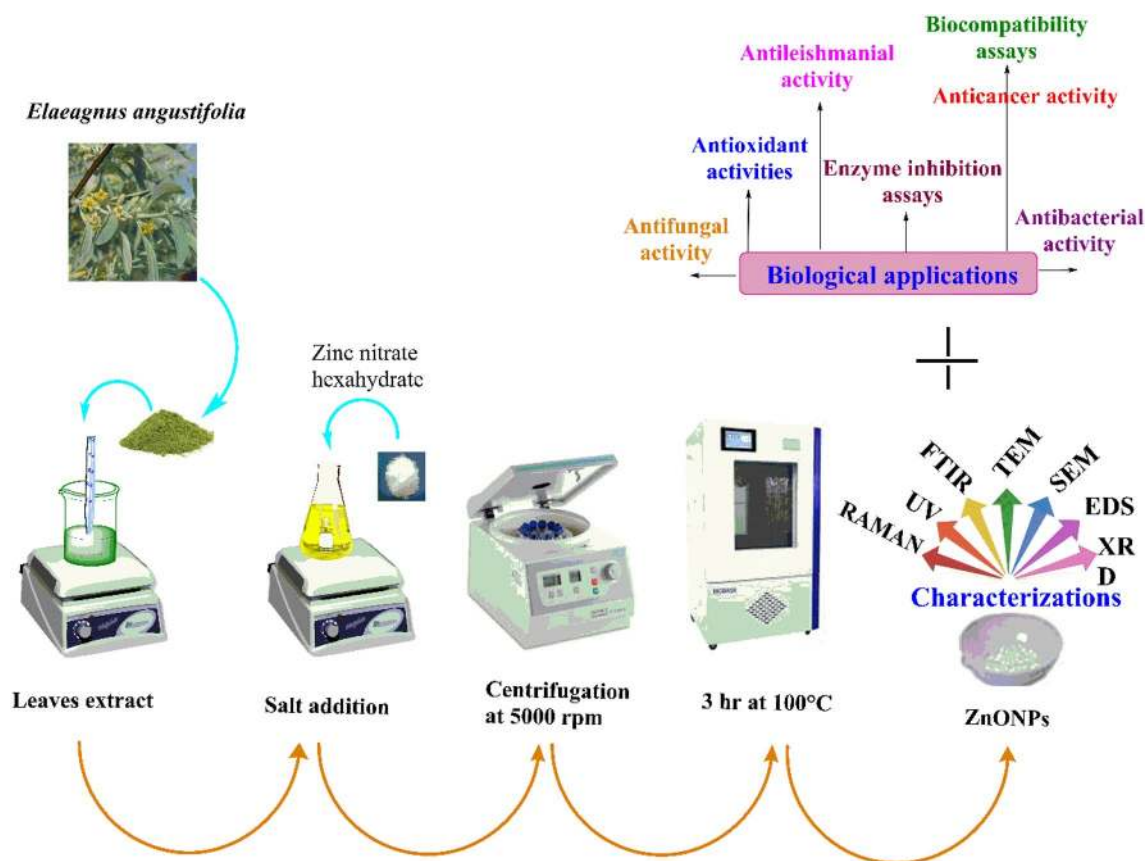 Elaeagnus angustifolia
Biocompatibility
assays
Antileishmanial
activity
Anticancer activity
Antioxidant
activities
Enzyme inhibition
assays
Antifungal
activity
Antibacterial
activity
Biological applications
Zinc nitrate
hexahydrate
RAMAN
UV
FTIR
TEM
SEM
EDS
XR
D
Characterizations
Leaves extract
Salt addition
Centrifugation
at 5000 rpm
3 hr at 100°C
ZnONPs